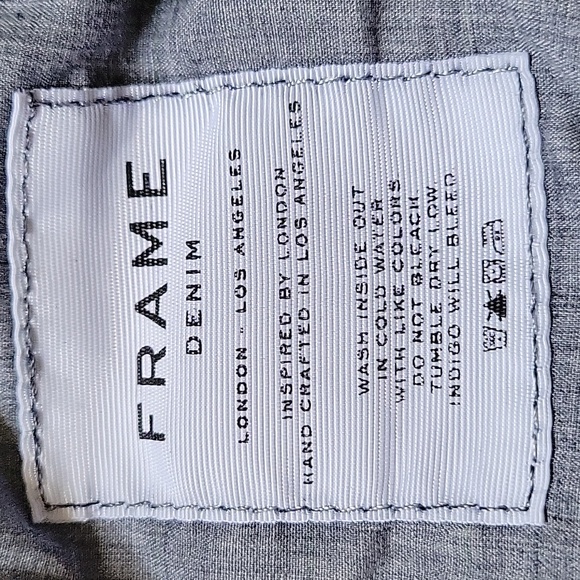 FRAME
DENIM
LONDON - LOS ANGELES
INSPIRED BY LONDON
HAND CRAFTED IN LOS ANGELES
WASH INSIDE OUT
IN COLD WATER
WITH LIKE COLORS
DO NOT BLEACH
TUMBLE DRY LOW
INDIGO WILL BLEED